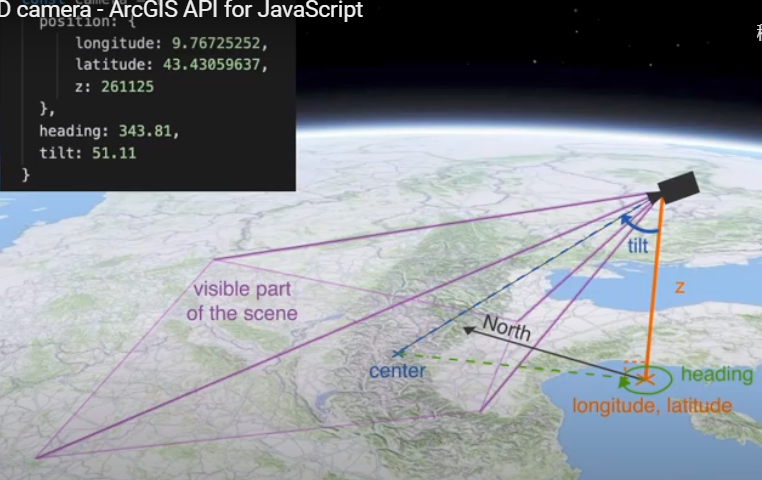 D camera - ArcGIS API for JavaScript
position: {
longitude: 9.76725252,
latitude: 43.43059637,
z: 261125
},
heading: 343.81,
tilt: 51.11
}
tilt
z
visible part
of the scene
North
center
heading
longitude, latitude